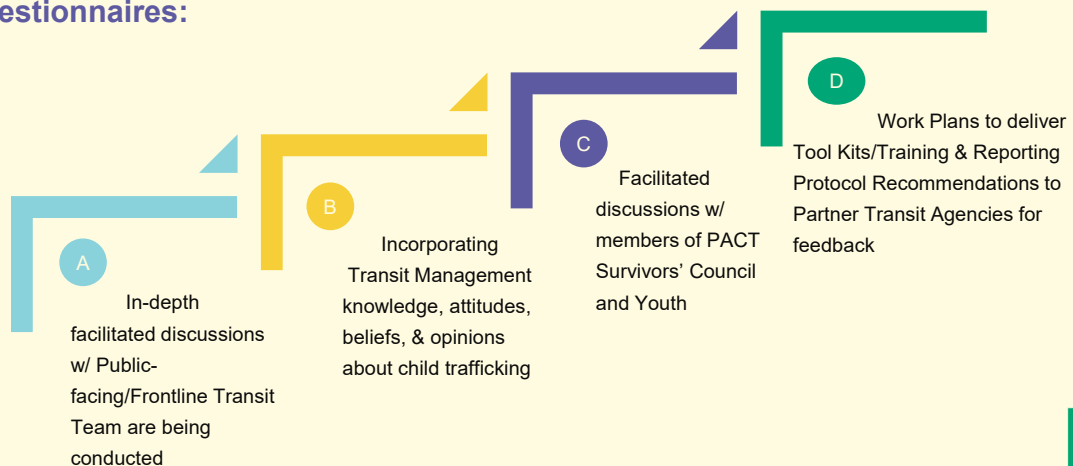 estionnaires:
A
In-depth
facilitated discussions
w/ Public-
facing/Frontline Transit
Team are being
conducted
B
Incorporating
Transit Management
knowledge, attitudes,
beliefs, & opinions
about child trafficking
C
Facilitated
discussions w/
members of PACT
Survivors’ Council
and Youth
D
Work Plans to deliver
Tool Kits/Training & Reporting
Protocol Recommendations to
Partner Transit Agencies for
feedback